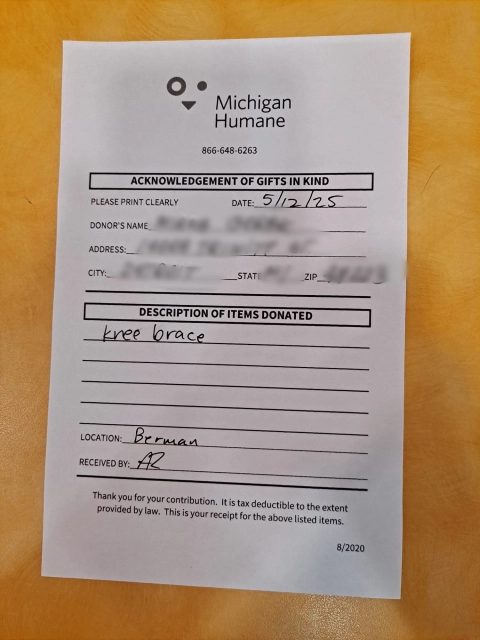 Michigan
Humane
866-648-6263
ACKNOWLEDGEMENT OF GIFTS IN KIND
PLEASE PRINT CLEARLY DATE: 5/12/25
DONOR'S NAME
ADDRESS:
CITY: STATE ZIP
DESCRIPTION OF ITEMS DONATED
knee brace
LOCATION: Berman
RECEIVED BY: AR
Thank you for your contribution. It is tax deductible to the extent
provided by law. This is your receipt for the above listed items.
8/2020